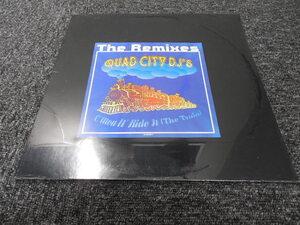 The Remixes
QUAD CITY DJ'S
C'Mon N' Ride It (The Train)